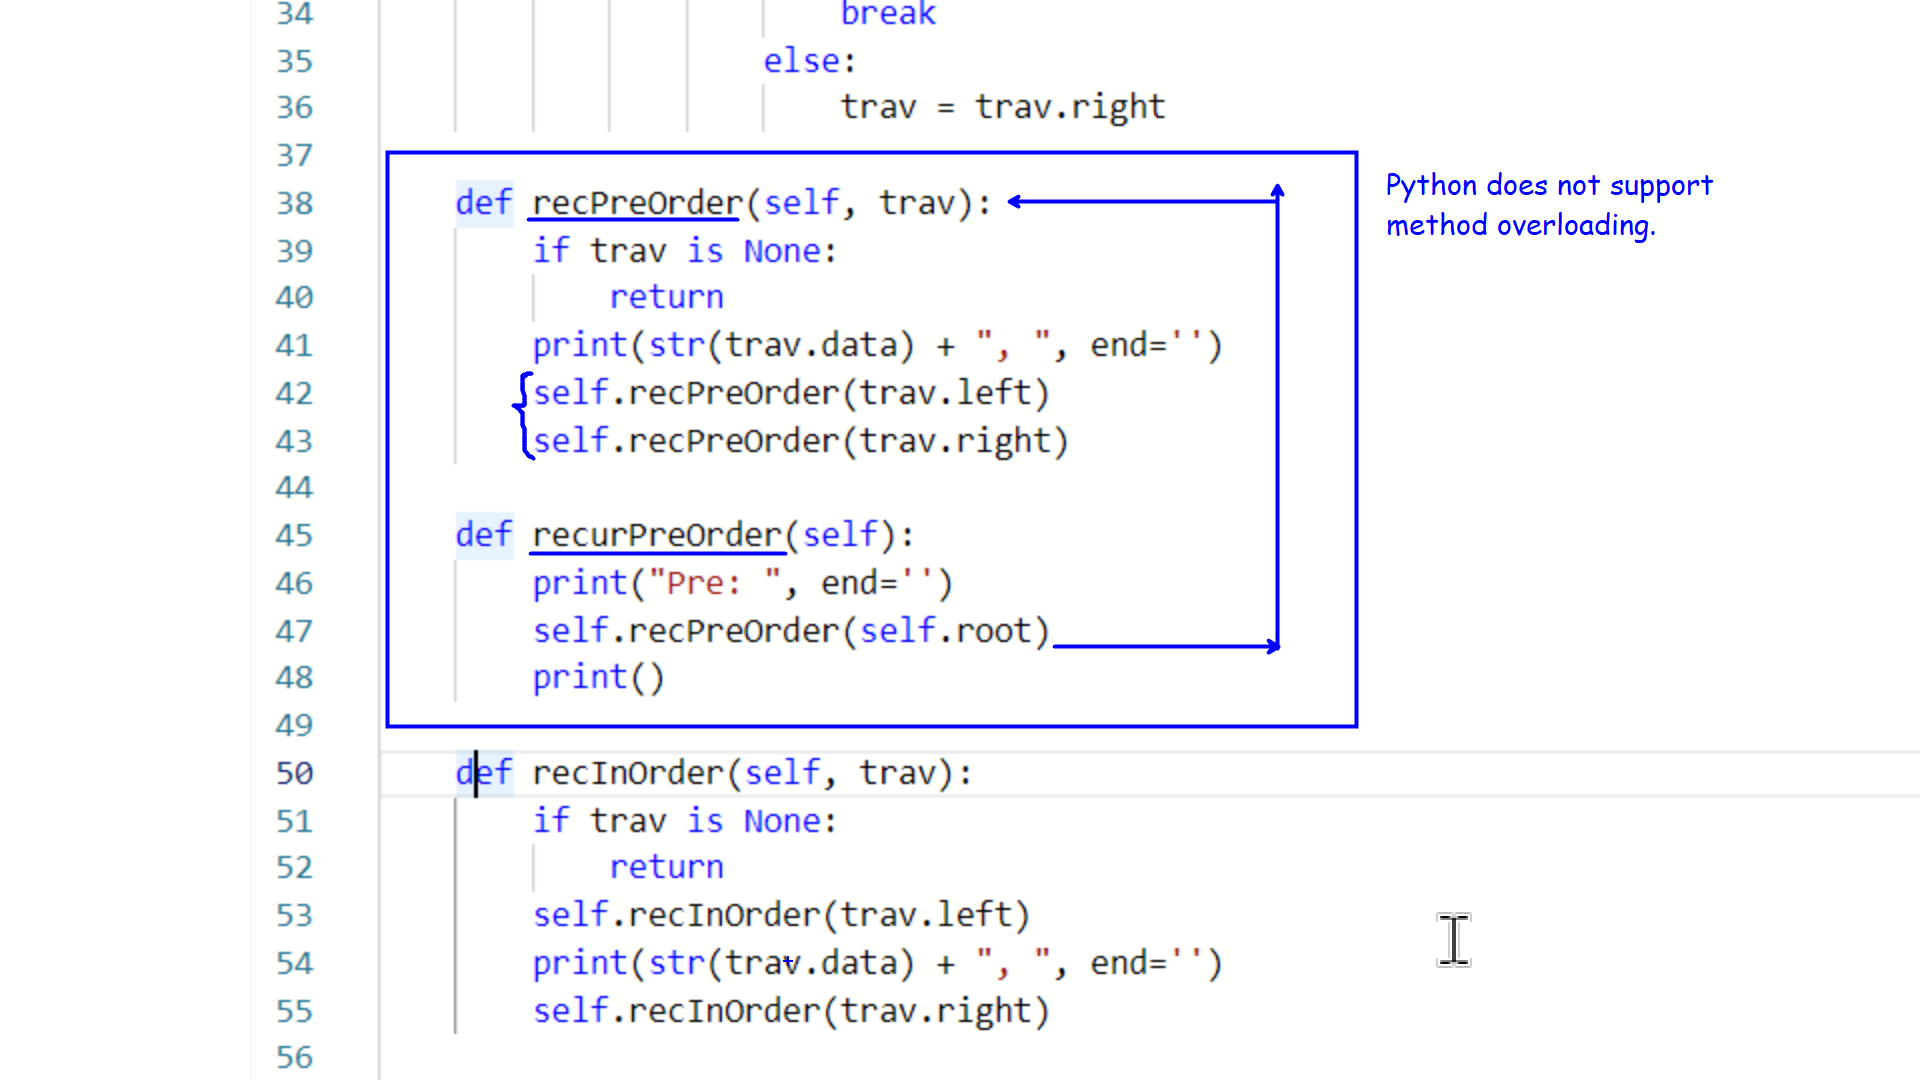 34 break
35 else:
36 trav = trav.right
37
38 def recPreOrder(self, trav):
39 if trav is None:
40 return
41 print(str(trav.data) + ", ", end='')
42 self.recPreOrder(trav.left)
43 self.recPreOrder(trav.right)
44
45 def recurPreOrder(self):
46 print("Pre: ", end='')
47 self.recPreOrder(self.root)
48 print()
49
50 def recInOrder(self, trav):
51 if trav is None:
52 return
53 self.recInOrder(trav.left)
54 print(str(trav.data) + ", ", end='')
55 self.recInOrder(trav.right)
56
Python does not support
method overloading.